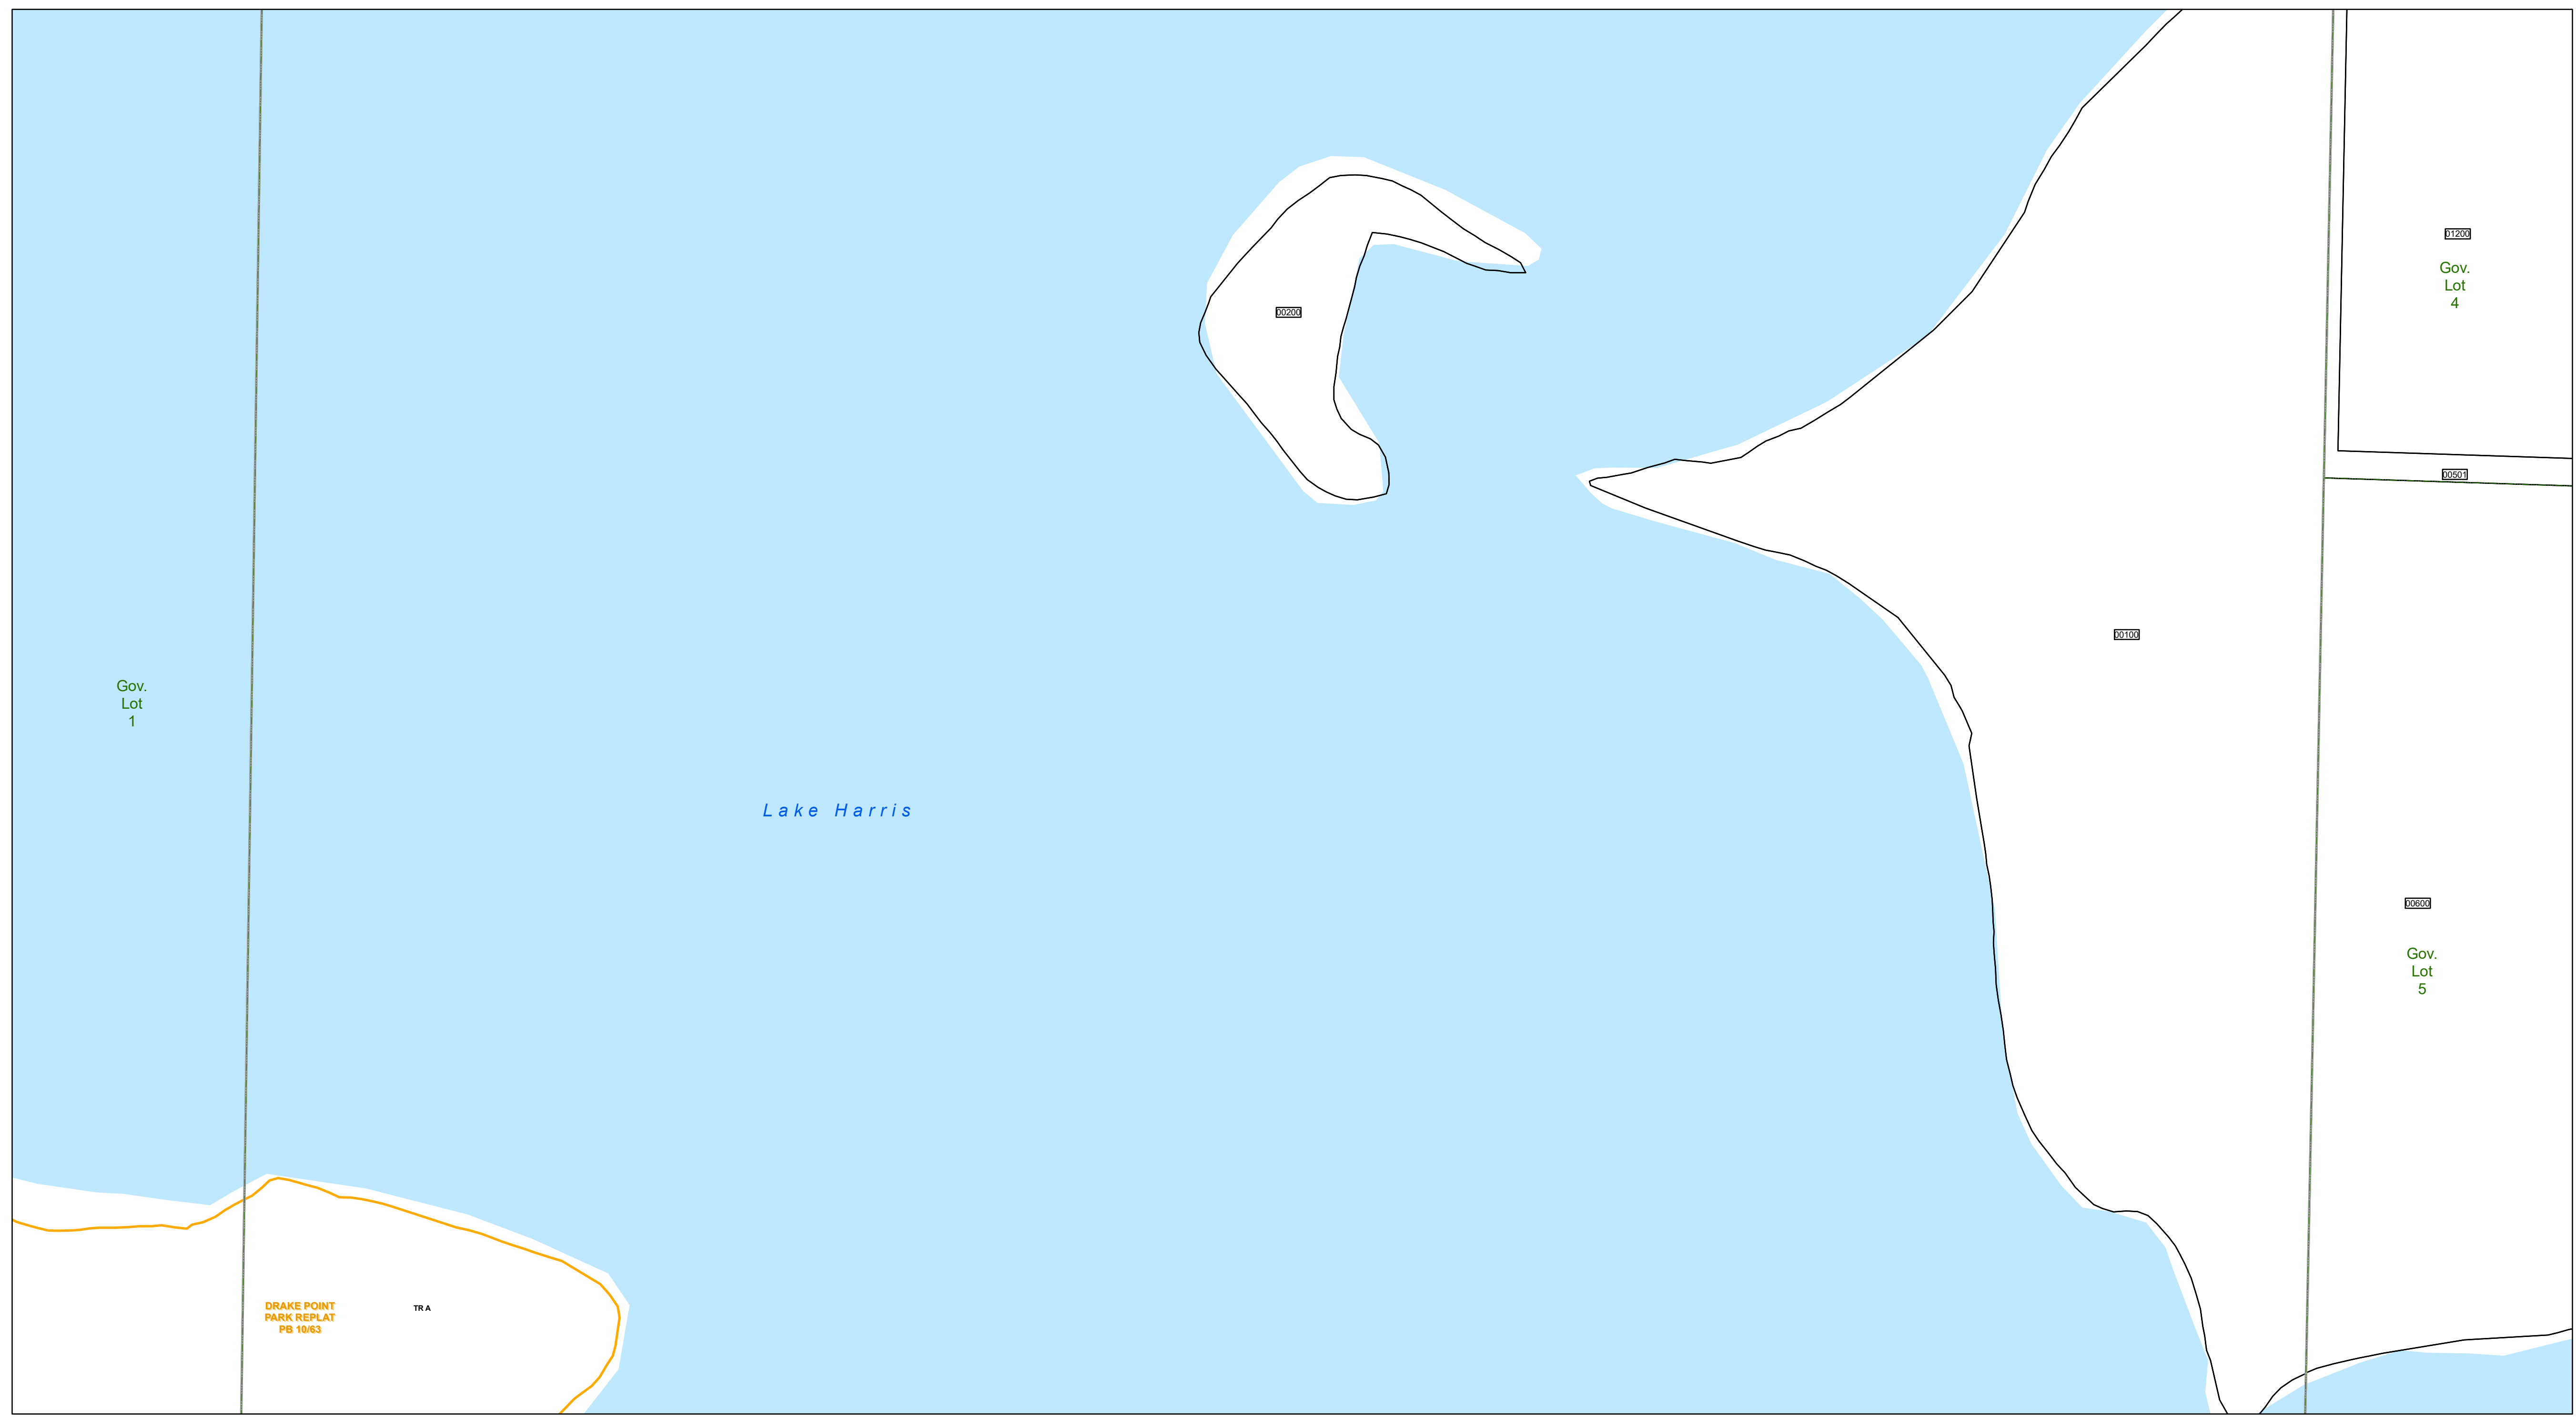 01200
Gov.
Lot
4
00200
00501
00100
Gov.
Lot
1
Lake Harris
00600
Gov.
Lot
5
DRAKE POINT
PARK REPLAT
PB 10/63
TR A